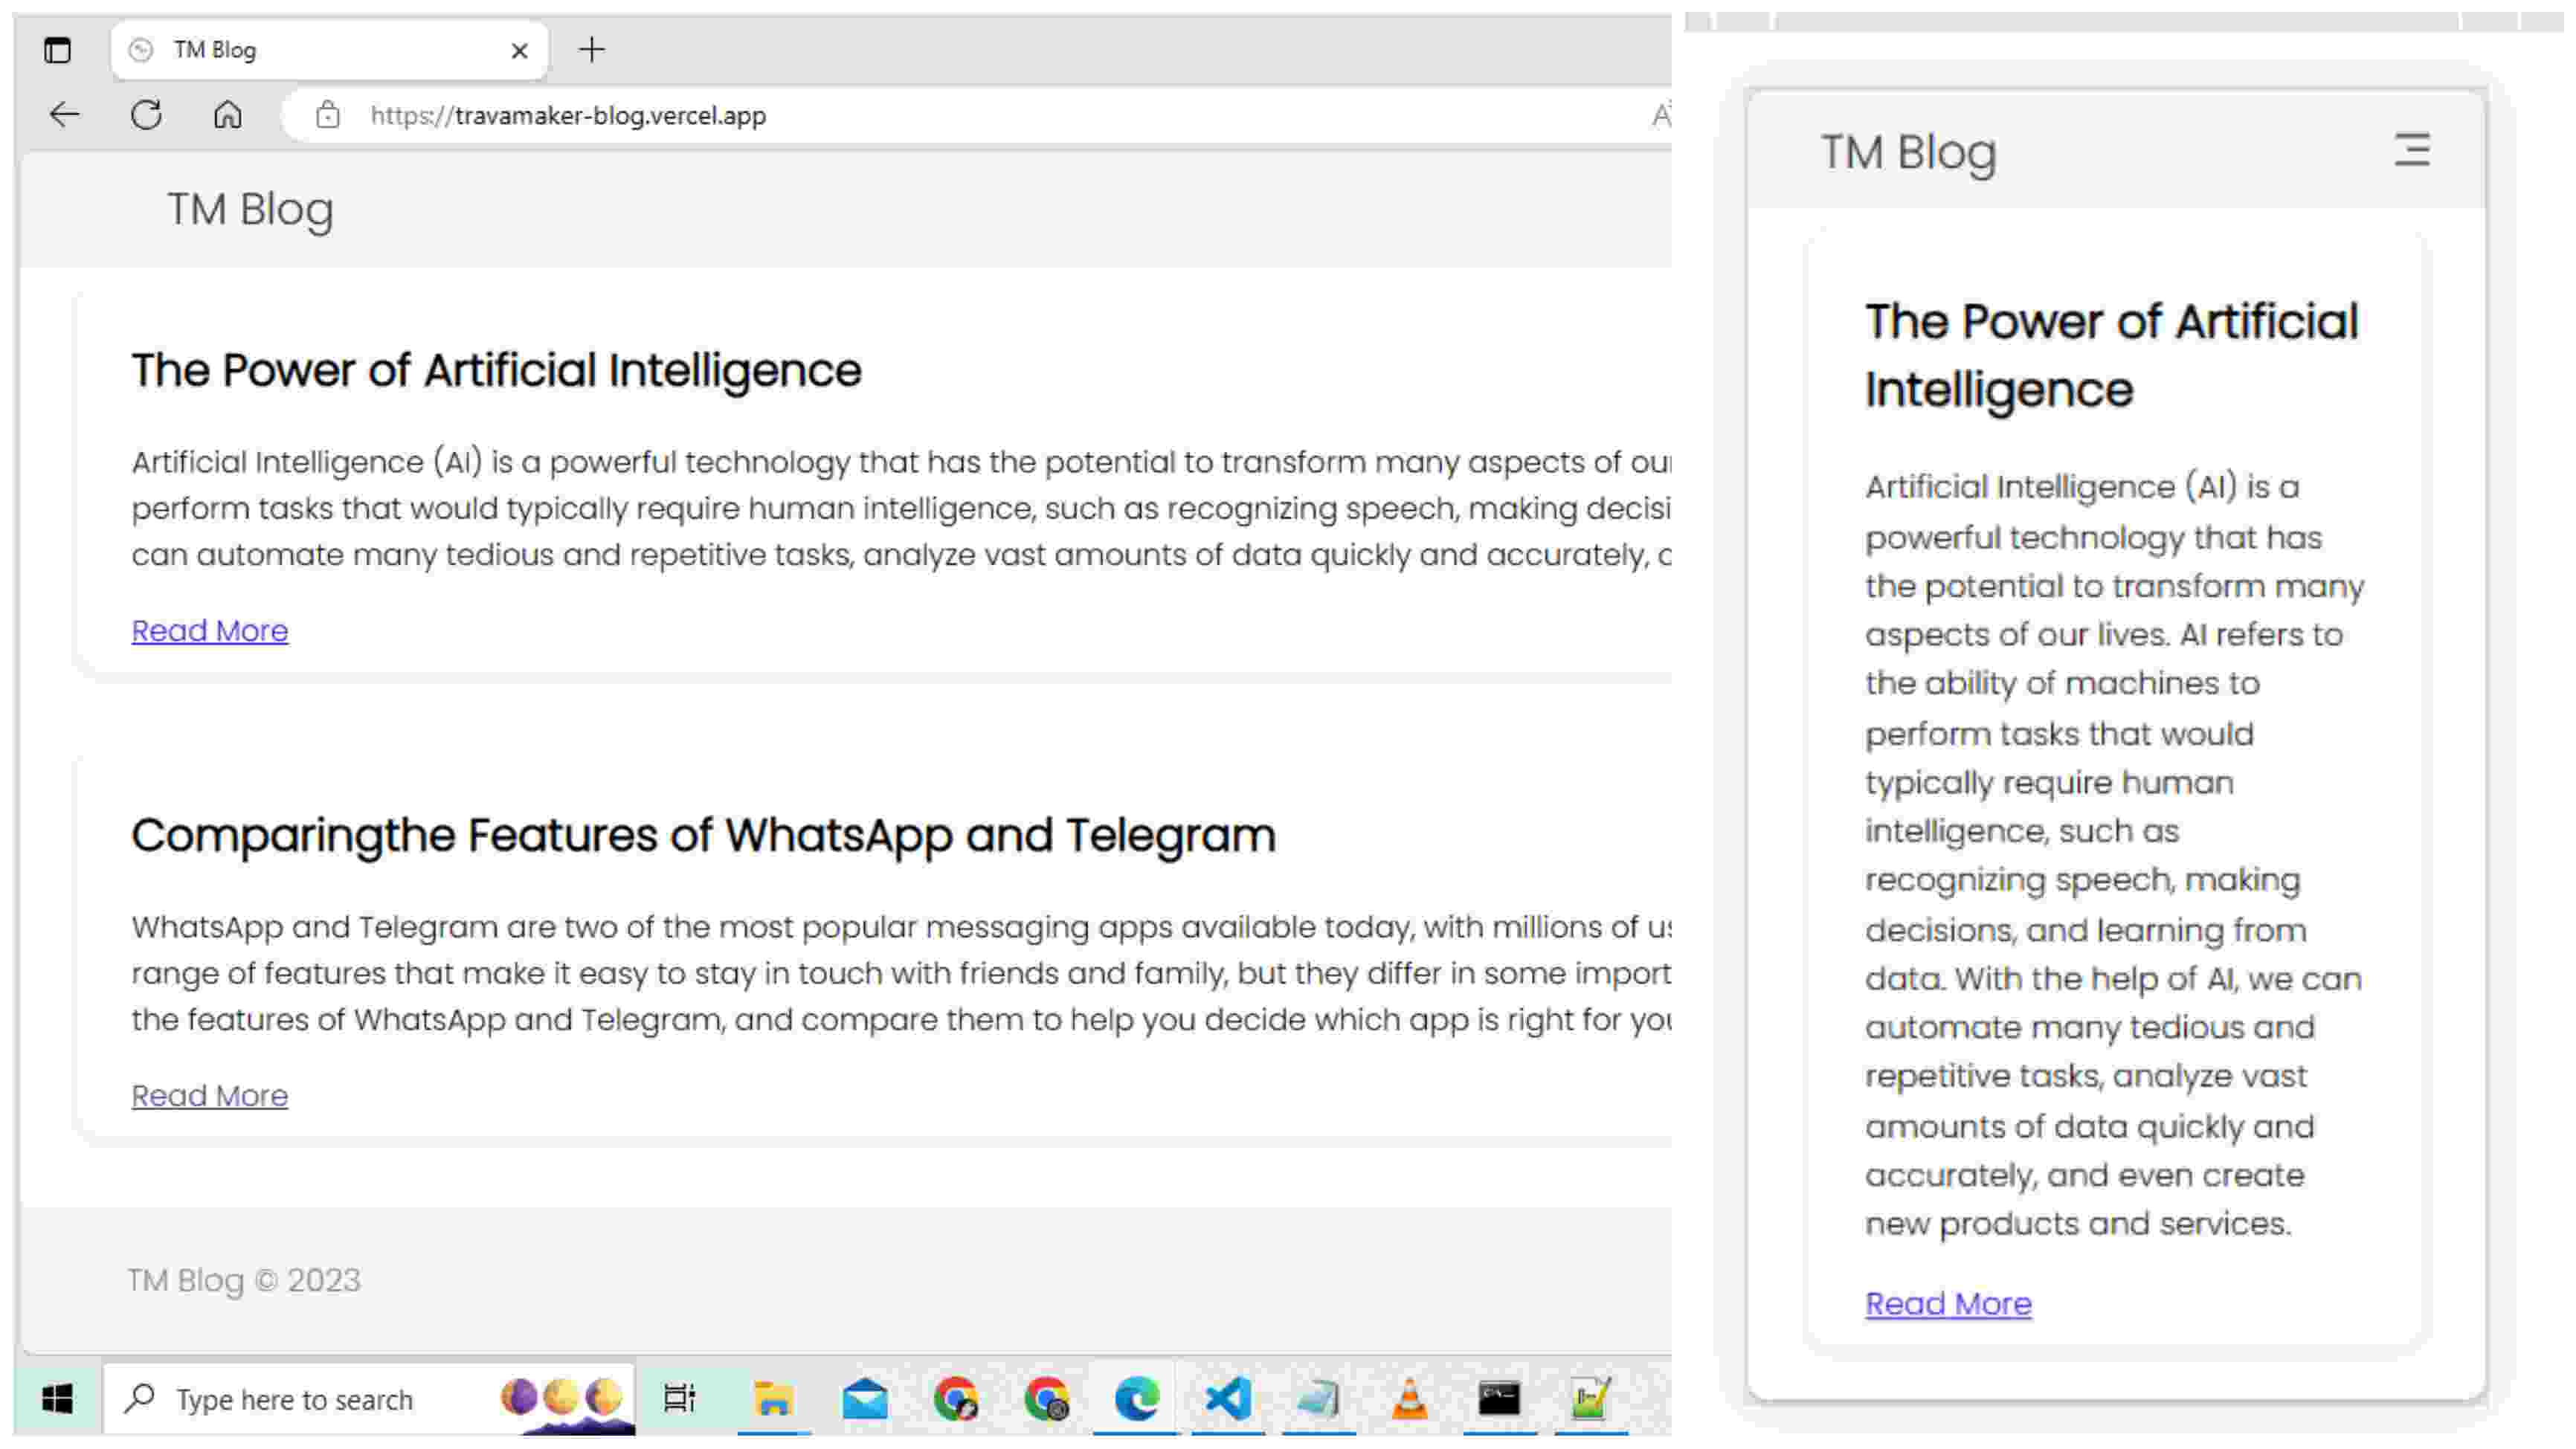 TM Blog
https://travamaker-blog.vercel.app
TM Blog
The Power of Artificial Intelligence
Artificial Intelligence (AI) is a powerful technology that has the potential to transform many aspects of our
perform tasks that would typically require human intelligence, such as recognizing speech, making decisi
can automate many tedious and repetitive tasks, analyze vast amounts of data quickly and accurately,
Read More
Comparingthe Features of WhatsApp and Telegram
WhatsApp and Telegram are two of the most popular messaging apps available today, with millions of us
range of features that make it easy to stay in touch with friends and family, but they differ in some import
the features of WhatsApp and Telegram, and compare them to help you decide which app is right for you
Read More
TM Blog © 2023
Type here to search
TM Blog
The Power of Artificial
Intelligence
Artificial Intelligence (AI) is a
powerful technology that has
the potential to transform many
aspects of our lives. AI refers to
the ability of machines to
perform tasks that would
typically require human
intelligence, such as
recognizing speech, making
decisions, and learning from
data. With the help of AI, we can
automate many tedious and
repetitive tasks, analyze vast
amounts of data quickly and
accurately, and even create
new products and services.
Read More